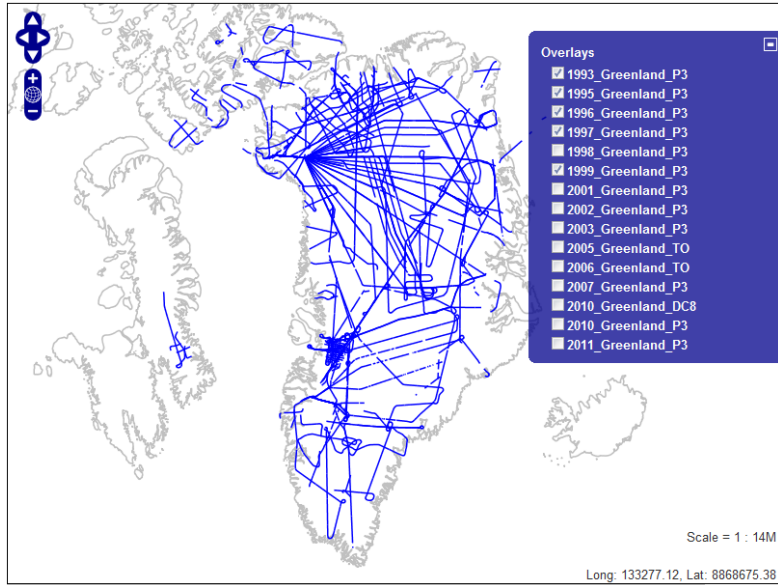 Overlays
1993_Greenland_P3
1995_Greenland_P3
1996_Greenland_P3
1997_Greenland_P3
1998_Greenland_P3
1999_Greenland_P3
2001_Greenland_P3
2002_Greenland_P3
2003_Greenland_P3
2005_Greenland_TO
2006_Greenland_TO
2007_Greenland_P3
2010_Greenland_DC8
2010_Greenland_P3
2011_Greenland_P3
Scale = 1 : 14M
Long: 133277.12, Lat: 8868675.38